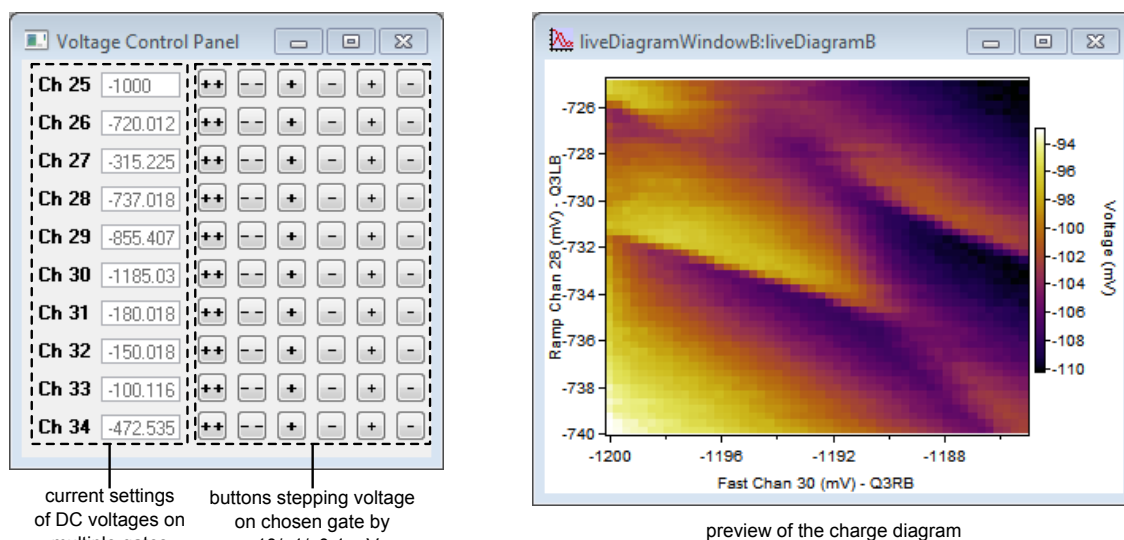 Voltage Control Panel
Ch 25 -1000 ++ -- + - + -
Ch 26 -720.012 ++ -- + - + -
Ch 27 -315.225 ++ -- + - + -
Ch 28 -737.018 ++ -- + - + -
Ch 29 -855.407 ++ -- + - + -
Ch 30 -1185.03 ++ -- + - + -
Ch 31 -180.018 ++ -- + - + -
Ch 32 -150.018 ++ -- + - + -
Ch 33 -100.116 ++ -- + - + -
Ch 34 -472.535 ++ -- + - + -
current settings
of DC voltages on
buttons stepping voltage
on chosen gate by
liveDiagramWindowB:liveDiagramB
Ramp Chan 28 (mV) - Q3LB
-726
-728
-730
-732
-734
-736
-738
-740
-1200 -1196 -1192 -1188
Fast Chan 30 (mV) - Q3RB
-94
-96
-98
-100
-102
-104
-106
-108
-110
Voltage (mV)
preview of the charge diagram